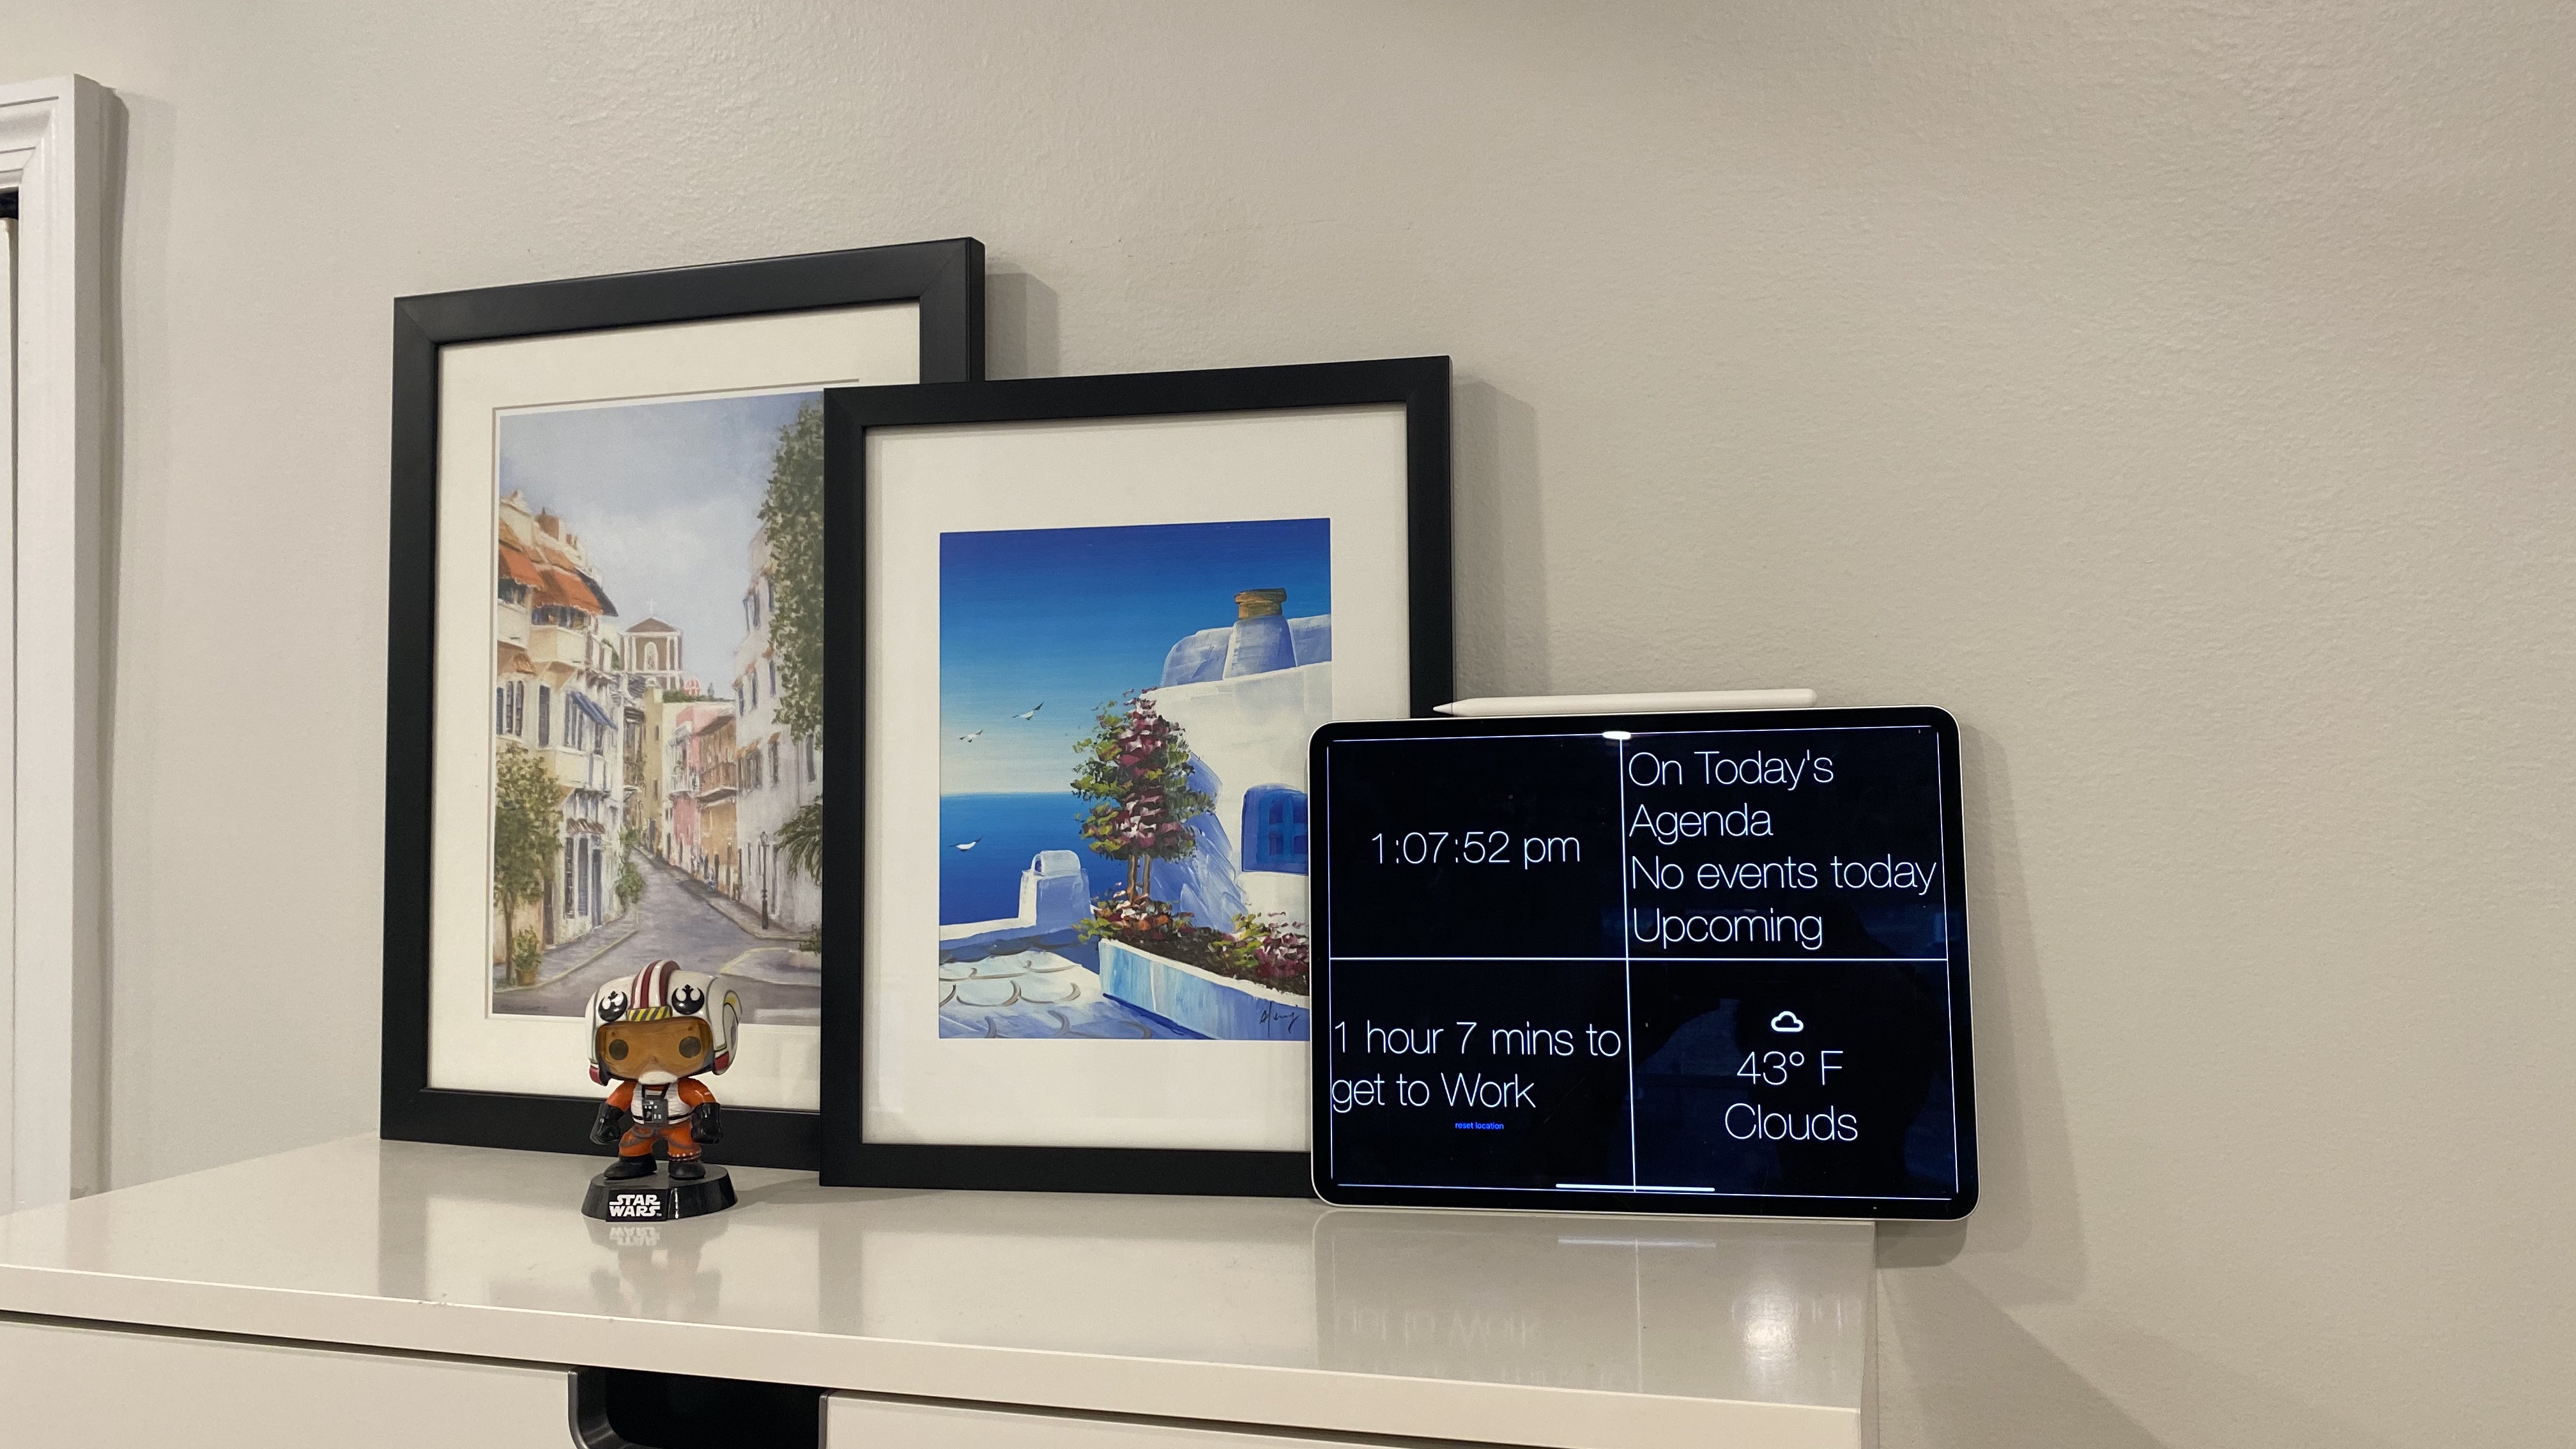 1:07:52 pm
On Today's
Agenda
No events today
Upcoming
1 hour 7 mins to
get to Work
reset location
43° F
Clouds
STAR
WARS